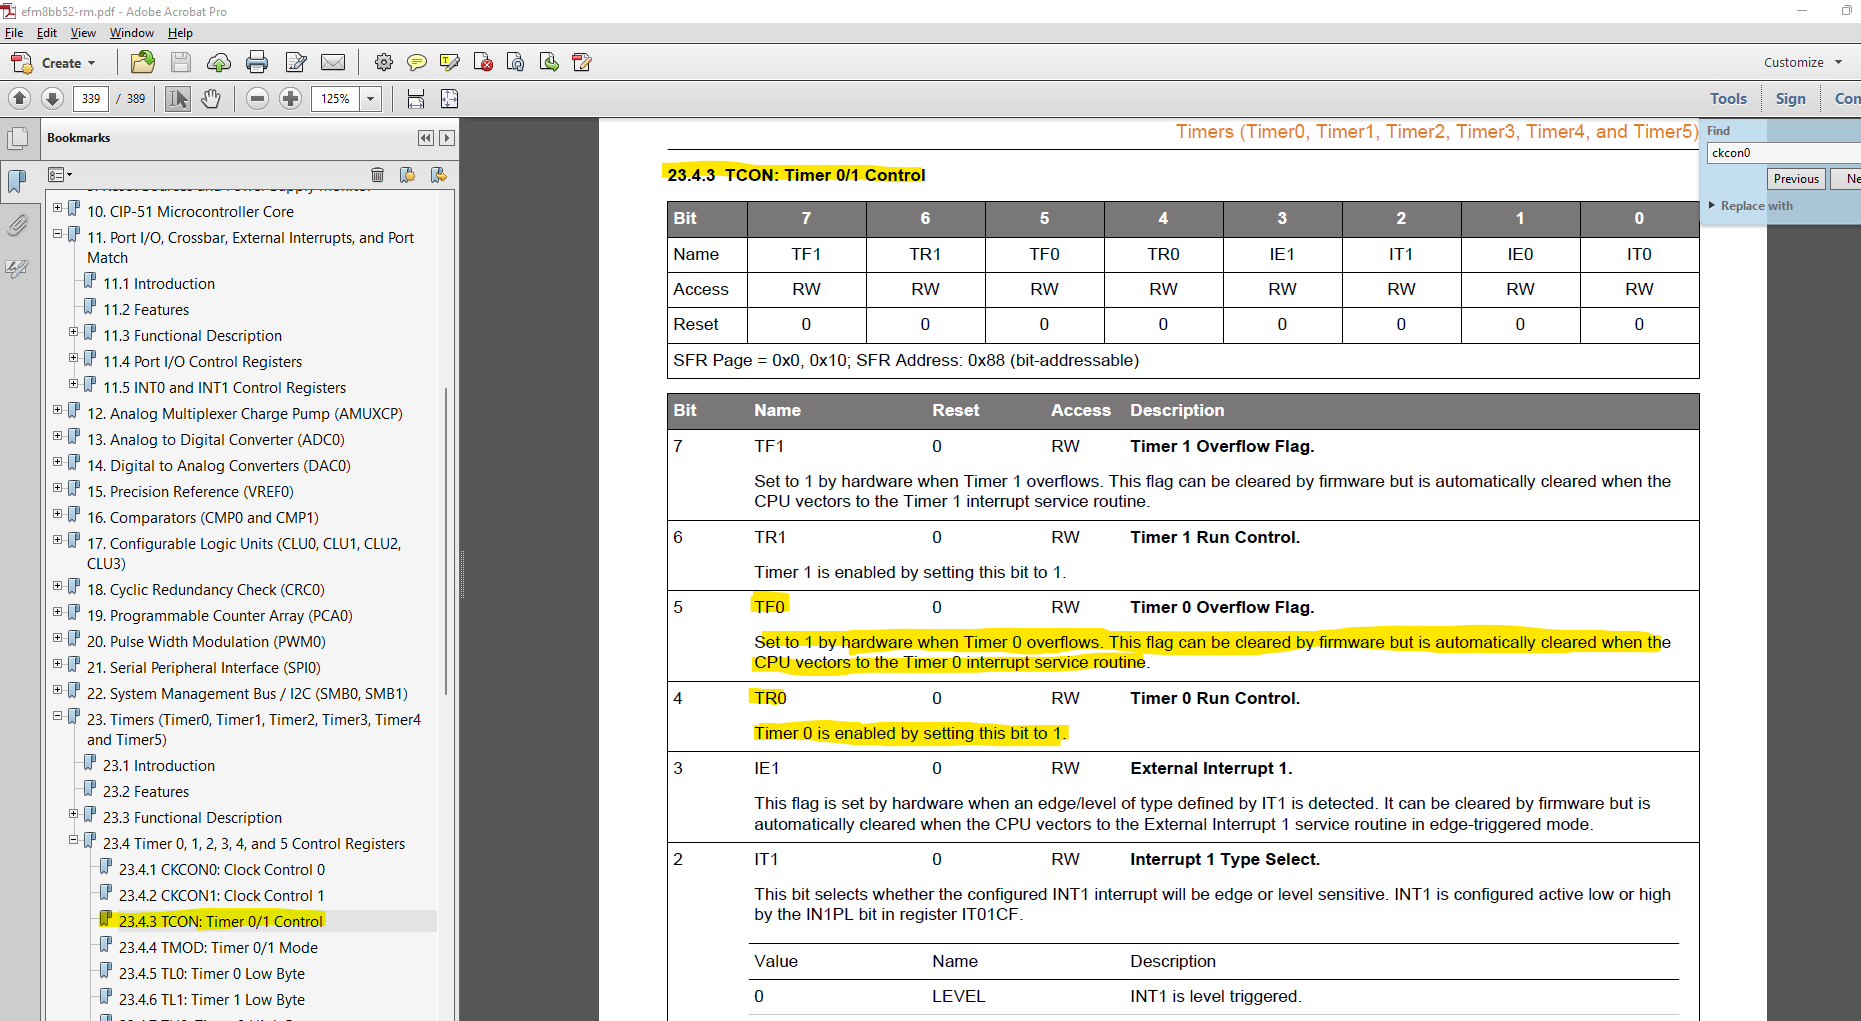 efm8bb52-rm.pdf - Adobe Acrobat Pro
File Edit View Window Help
Create
Customize
339 / 389 125%
Tools Sign
Bookmarks
10. CIP-51 Microcontroller Core
11. Port I/O, Crossbar, External Interrupts, and Port
Match
11.1 Introduction
11.2 Features
11.3 Functional Description
11.4 Port I/O Control Registers
11.5 INT0 and INT1 Control Registers
12. Analog Multiplexer Charge Pump (AMUXCP)
13. Analog to Digital Converter (ADC0)
14. Digital to Analog Converters (DAC0)
15. Precision Reference (VREF0)
16. Comparators (CMP0 and CMP1)
17. Configurable Logic Units (CLU0, CLU1, CLU2,
CLU3)
18. Cyclic Redundancy Check (CRC0)
19. Programmable Counter Array (PCA0)
20. Pulse Width Modulation (PWM0)
21. Serial Peripheral Interface (SPI0)
22. System Management Bus / I2C (SMB0, SMB1)
23. Timers (Timer0, Timer1, Timer2, Timer3, Timer4
and Timer5)
23.1 Introduction
23.2 Features
23.3 Functional Description
23.4 Timer 0, 1, 2, 3, 4, and 5 Control Registers
23.4.1 CKCON0: Clock Control 0
23.4.2 CKCON1: Clock Control 1
23.4.3 TCON: Timer 0/1 Control
23.4.4 TMOD: Timer 0/1 Mode
23.4.5 TL0: Timer 0 Low Byte
23.4.6 TL1: Timer 1 Low Byte
Timers (Timer0, Timer1, Timer2, Timer3, Timer4, and Timer5)
23.4.3 TCON: Timer 0/1 Control
Bit 7 6 5 4 3 2 1 0
Name TF1 TR1 TF0 TR0 IE1 IT1 IE0 IT0
Access RW RW RW RW RW RW RW RW
Reset 0 0 0 0 0 0 0 0
SFR Page = 0x0, 0x10; SFR Address: 0x88 (bit-addressable)
Bit Name Reset Access Description
7 TF1 0 RW Timer 1 Overflow Flag.
Set to 1 by hardware when Timer 1 overflows. This flag can be cleared by firmware but is automatically cleared when the
CPU vectors to the Timer 1 interrupt service routine.
6 TR1 0 RW Timer 1 Run Control.
Timer 1 is enabled by setting this bit to 1.
5 TF0 0 RW Timer 0 Overflow Flag.
Set to 1 by hardware when Timer 0 overflows. This flag can be cleared by firmware but is automatically cleared when the
CPU vectors to the Timer 0 interrupt service routine.
4 TR0 0 RW Timer 0 Run Control.
Timer 0 is enabled by setting this bit to 1.
3 IE1 0 RW External Interrupt 1.
This flag is set by hardware when an edge/level of type defined by IT1 is detected. It can be cleared by firmware but is
automatically cleared when the CPU vectors to the External Interrupt 1 service routine in edge-triggered mode.
2 IT1 0 RW Interrupt 1 Type Select.
This bit selects whether the configured INT1 interrupt will be edge or level sensitive. INT1 is configured active low or high
by the IN1PL bit in register IT01CF.
Value Name Description
0 LEVEL INT1 is level triggered.
Find
ckcon0
Previous
Replace with